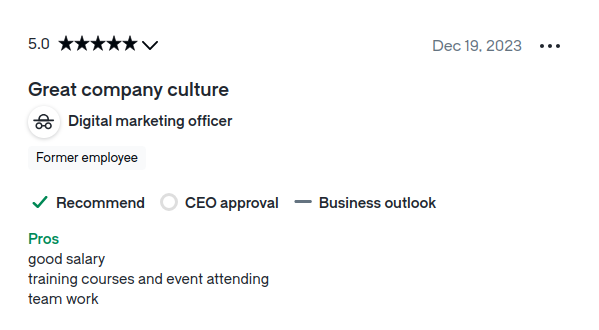 5.0
Dec 19, 2023
Great company culture
Digital marketing officer
Former employee
Recommend CEO approval Business outlook
Pros
good salary
training courses and event attending
team work